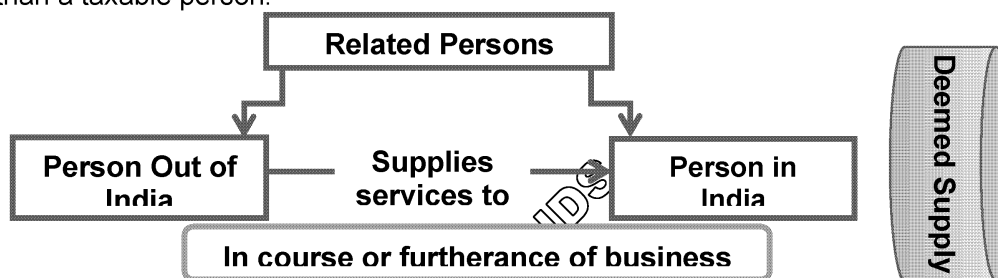 than a taxable person.
Related Persons
Person Out of
India
Supplies
services to
Person in
India
In course or furtherance of business
Deemed Supply